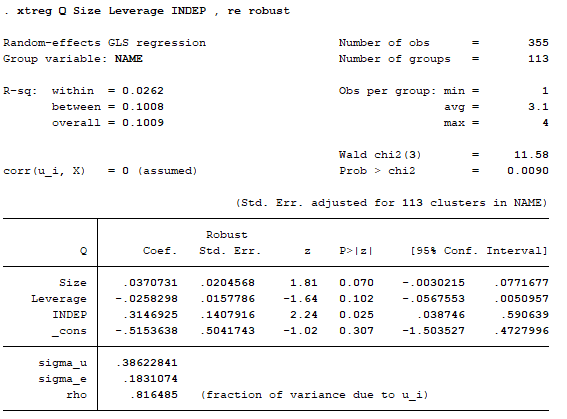 . xtreg Q Size Leverage INDEP , re robust
Random-effects GLS regression                   Number of obs      =       355
Group variable: NAME                            Number of groups   =       113
R-sq:  within  = 0.0262                         Obs per group: min =         1
       between = 0.1008                                        avg =       3.1
       overall = 0.1009                                        max =         4
                                                Wald chi2(3)       =     11.58
corr(u_i, X)   = 0 (assumed)                    Prob > chi2        =    0.0090
(Std. Err. adjusted for 113 clusters in NAME)
Robust
Q      Coef.   Std. Err.      z    P>|z|     [95% Conf. Interval]
Size   .0370731   .0204568     1.81   0.070    -.0030215    .0771677
Leverage  -.0258298   .0157786    -1.64   0.102    -.0567553    .0050957
INDEP   .3146925   .1407916     2.24   0.025      .038746     .590639
_cons  -.5153638   .5041743    -1.02   0.307    -1.503527    .4727996
sigma_u  .38622841
sigma_e   .1831074
rho    .816485   (fraction of variance due to u_i)